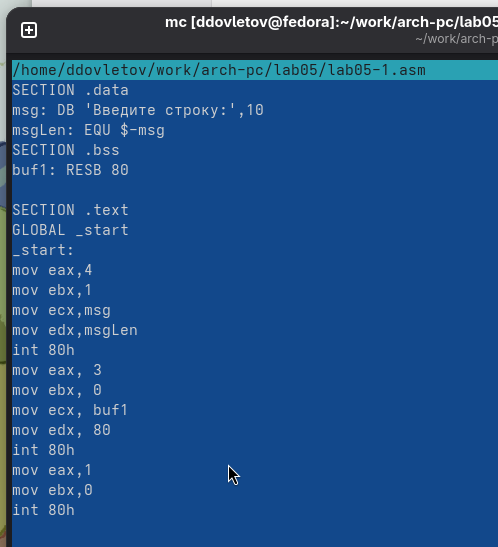 mc [ddovletov@fedora]:~/work/arch-pc/lab05
~/work/arch-p
/home/ddovletov/work/arch-pc/lab05/lab05-1.asm
SECTION .data
msg: DB 'Введите строку:',10
msgLen: EQU $-msg
SECTION .bss
buf1: RESB 80
SECTION .text
GLOBAL _start
_start:
mov eax,4
mov ebx,1
mov ecx,msg
mov edx,msgLen
int 80h
mov eax, 3
mov ebx, 0
mov ecx, buf1
mov edx, 80
int 80h
mov eax,1
mov ebx,0
int 80h